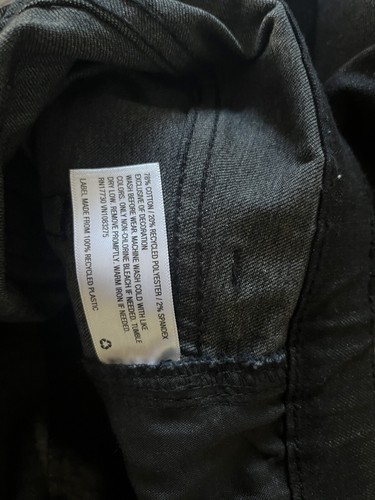 78% COTTON / 20% RECYCLED POLYESTER / 2% SPANDEX
EXCLUSIVE OF DECORATION
WASH BEFORE WEAR. MACHINE WASH COLD WITH LIKE
COLORS. ONLY NON-CHLORINE BLEACH IF NEEDED. TUMBLE
DRY LOW. REMOVE PROMPTLY. WARM IRON IF NEEDED.
RN17730 VN1083275
LABEL MADE FROM 100% RECYCLED PLASTIC